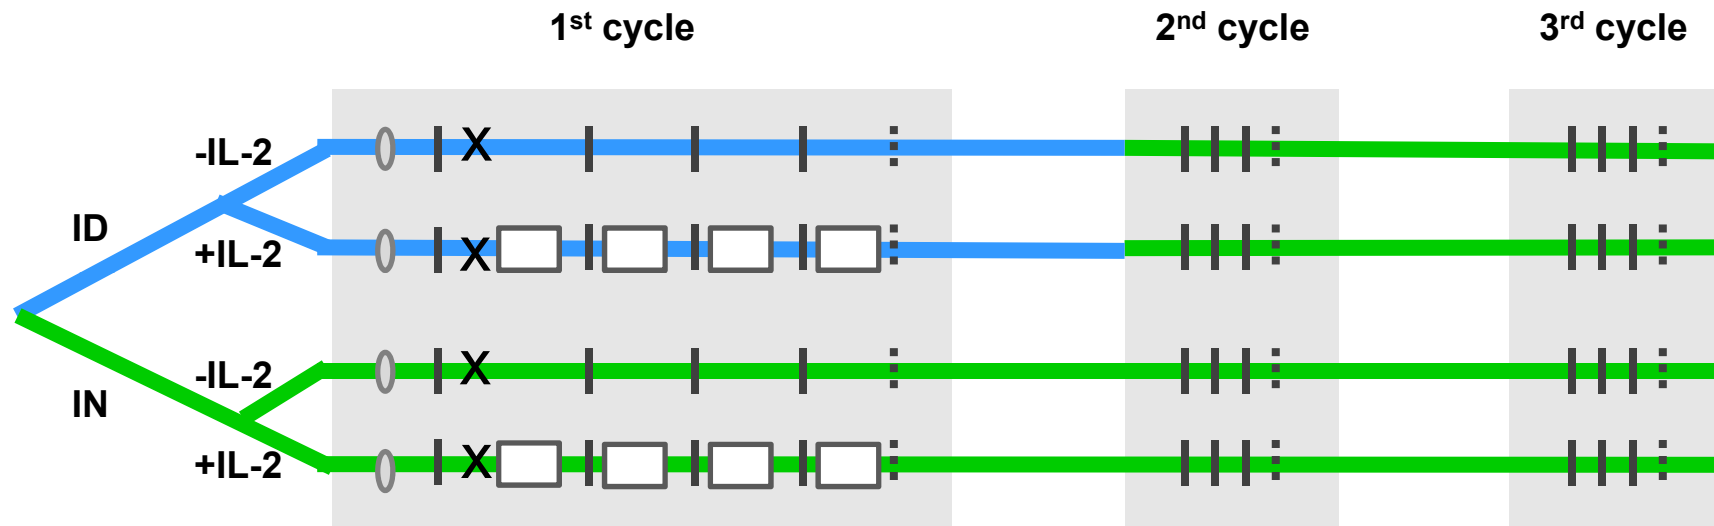 1st cycle
2nd cycle
3rd cycle
-IL-2
X
ID
+IL-2
X
-IL-2
X
IN
+IL-2
X